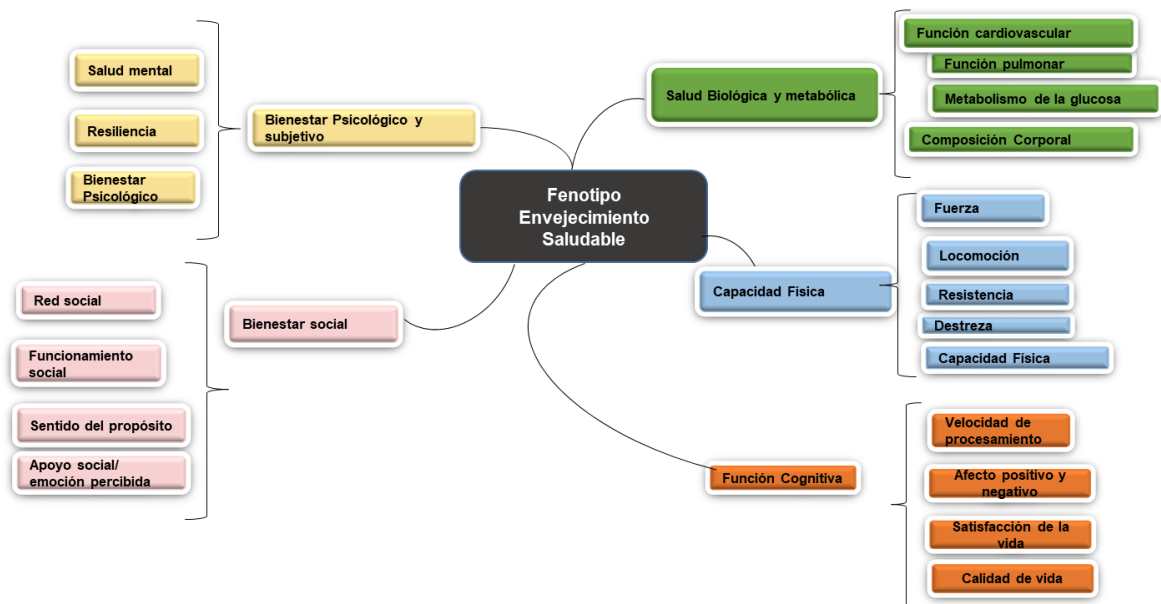 Fenotipo
Envejecimiento
Saludable
Bienestar Psicológico y
subjetivo
Salud mental
Resiliencia
Bienestar
Psicológico
Bienestar social
Red social
Funcionamiento
social
Sentido del propósito
Apoyo social/
emoción percibida
Salud Biológica y metabólica
Función cardiovascular
Función pulmonar
Metabolismo de la glucosa
Composición Corporal
Capacidad Física
Fuerza
Locomoción
Resistencia
Destreza
Capacidad Física
Función Cognitiva
Velocidad de
procesamiento
Afecto positivo y
negativo
Satisfacción de la
vida
Calidad de vida